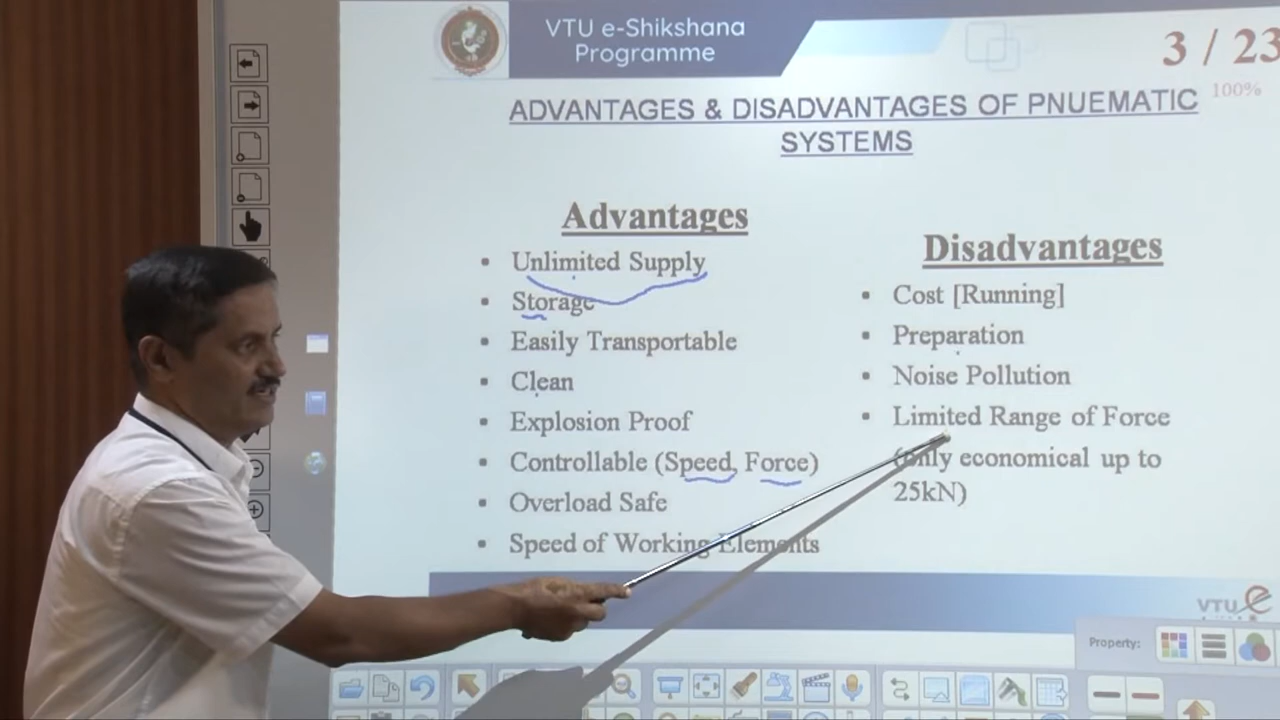 VTU e-Shikshana
Programme
3 / 23
100%
ADVANTAGES & DISADVANTAGES OF PNUEMATIC
SYSTEMS
Advantages
Unlimited Supply
Storage
Easily Transportable
Clean
Explosion Proof
Controllable (Speed, Force)
Overload Safe
Speed of Working Elements
Disadvantages
Cost [Running]
Preparation
Noise Pollution
Limited Range of Force
(only economical up to
25kN)
VTU e
Property: